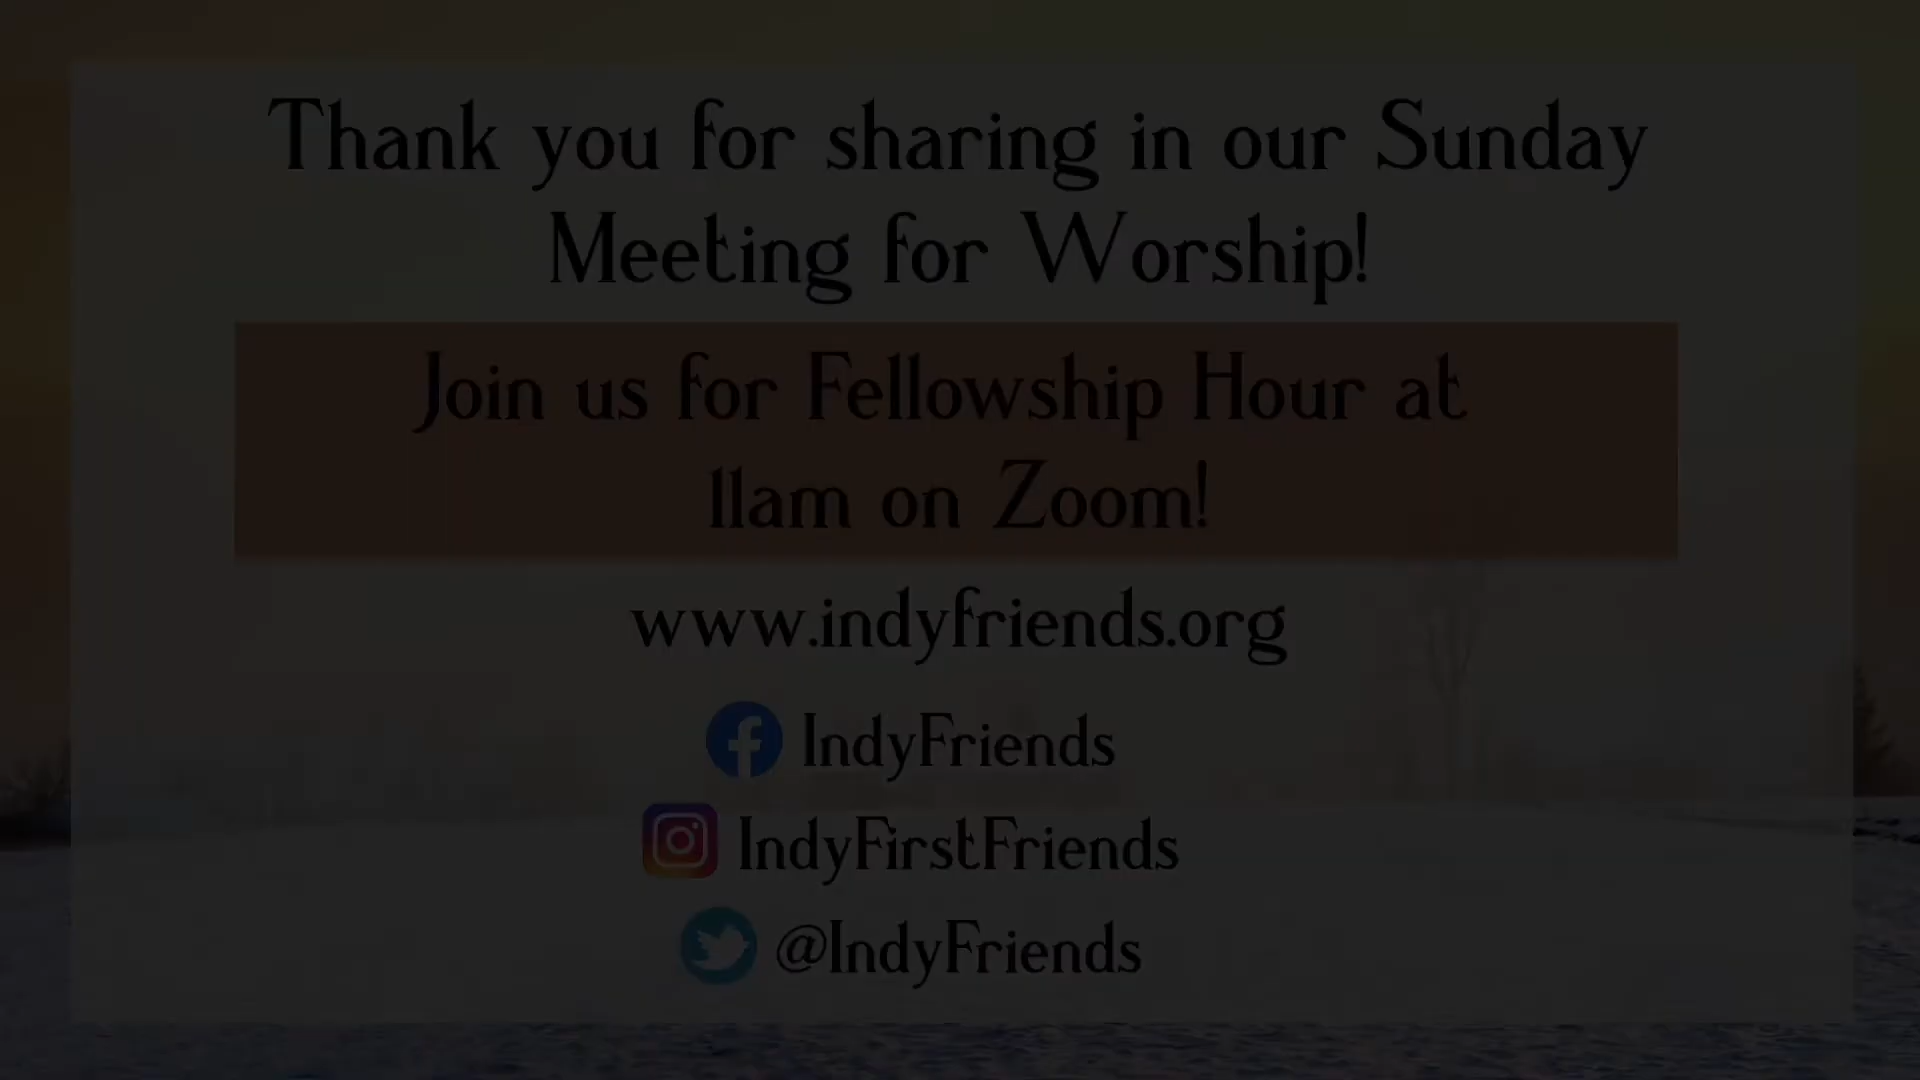 Thank you for sharing in our Sunday
Meeting for Worship!
Join us for Fellowship Hour at
11am on Zoom!
www.indyfriends.org
IndyFriends
IndyFirstFriends
@IndyFriends